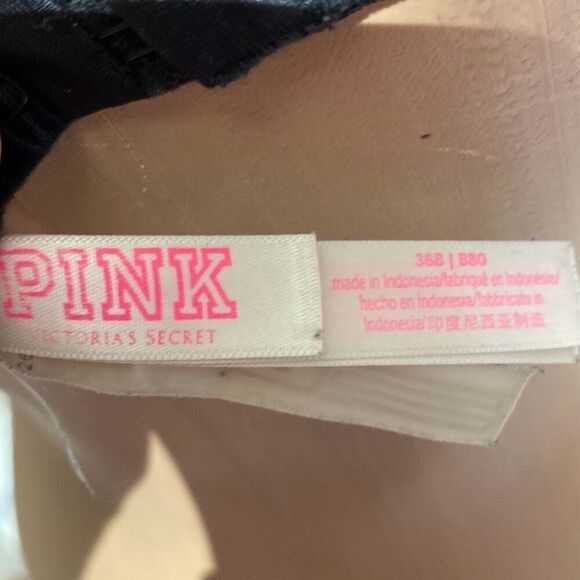 PINK
VICTORIA'S SECRET
36B | B80
made in Indonesia/fabriqué en Indonésie/
hecho en Indonesia/fabbricato in
Indonesia/印度尼西亚制造